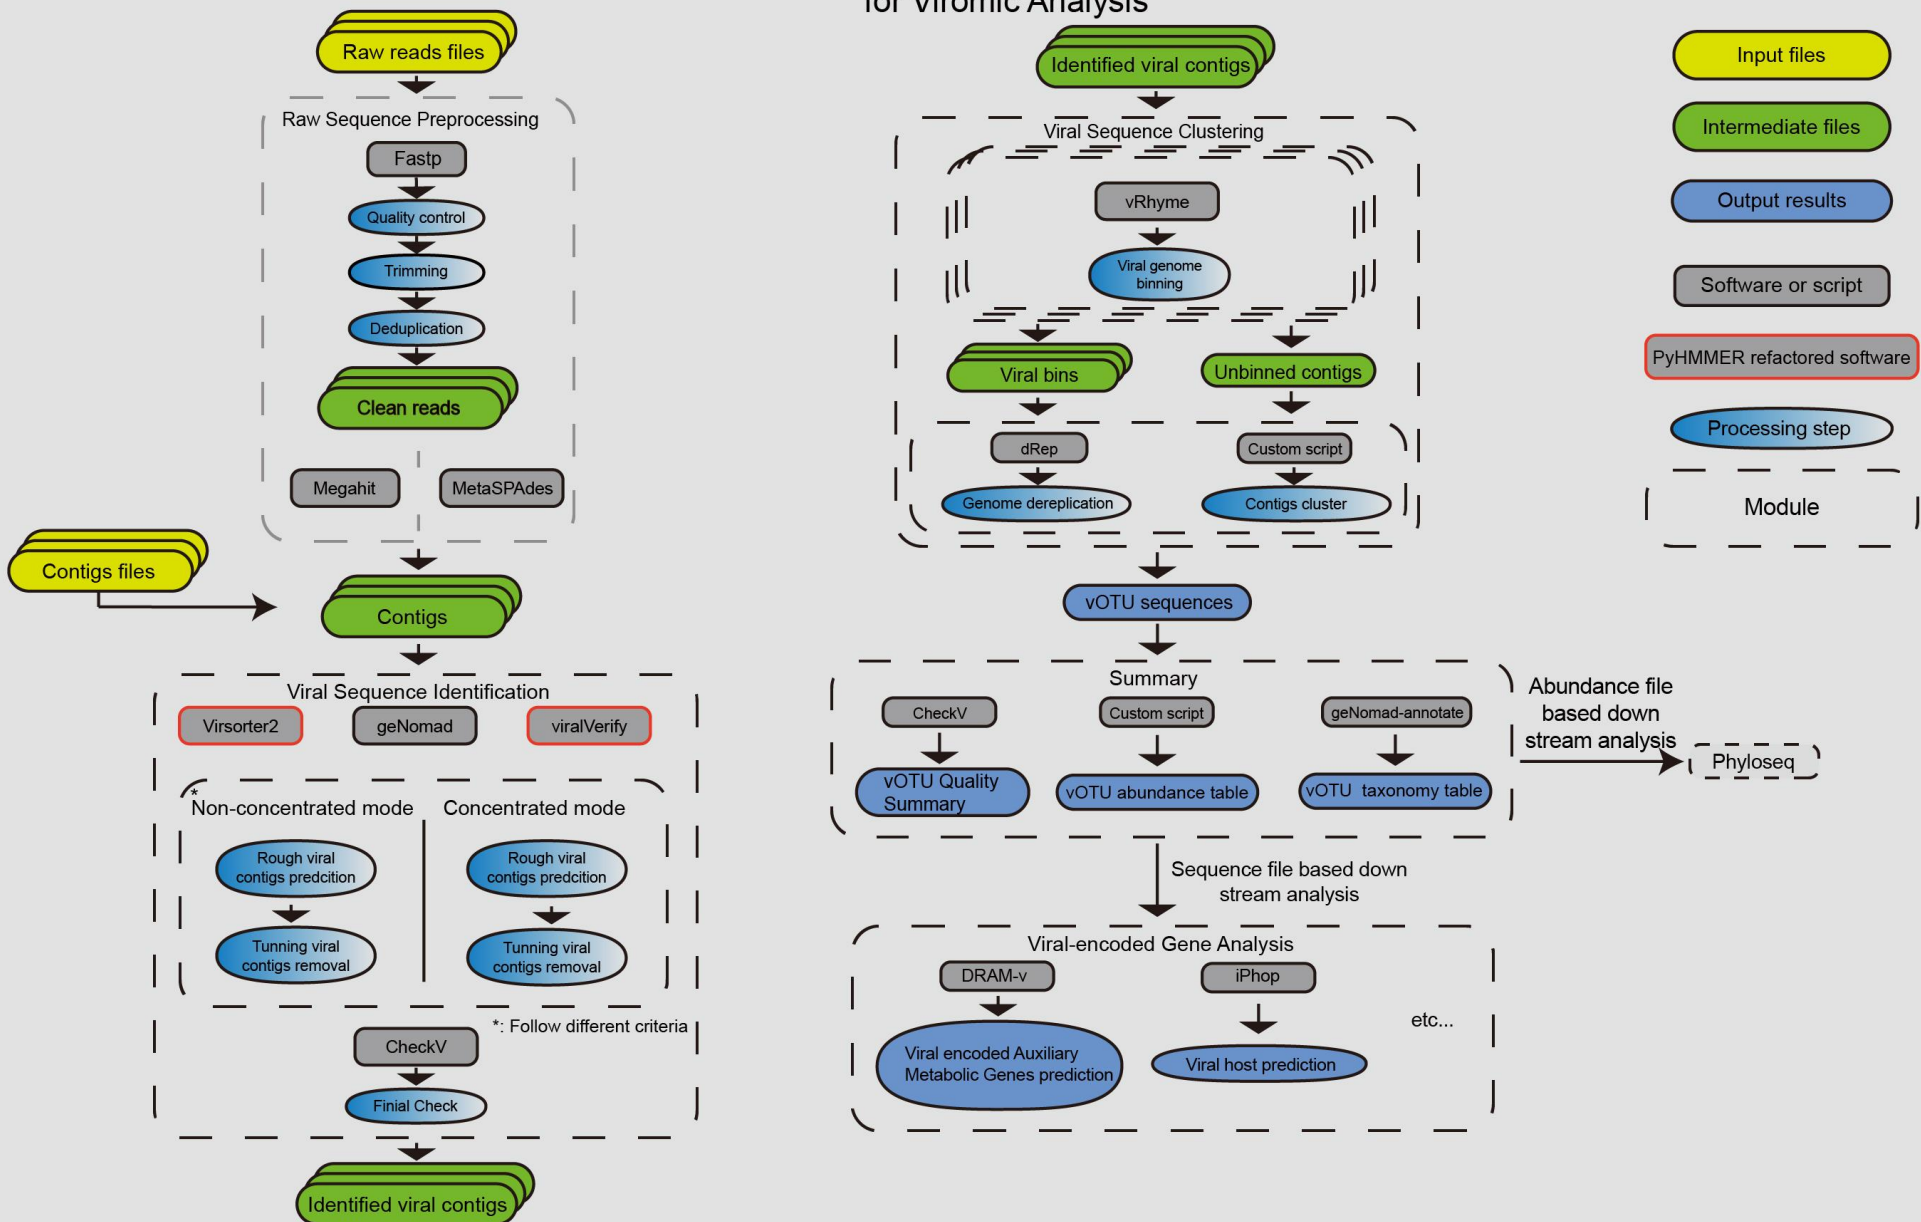 for Viromic Analysis
Raw reads files
Raw Sequence Preprocessing
Fastp
Quality control
Trimming
Deduplication
Clean reads
Megahit
MetaSPAdes
Contigs files
Contigs
Viral Sequence Identification
Virsorter2
geNomad
viralVerify
*
Non-concentrated mode
Concentrated mode
Rough viral
contigs predcition
Rough viral
contigs predcition
Tunning viral
contigs removal
Tunning viral
contigs removal
*: Follow different criteria
CheckV
Finial Check
Identified viral contigs
Identified viral contigs
Viral Sequence Clustering
vRhyme
Viral genome
binning
Viral bins
Unbinned contigs
dRep
Custom script
Genome dereplication
Contigs cluster
vOTU sequences
Summary
CheckV
Custom script
geNomad-annotate
vOTU Quality
Summary
vOTU abundance table
vOTU taxonomy table
Abundance file
based down
stream analysis
Phyloseq
Sequence file based down
stream analysis
Viral-encoded Gene Analysis
DRAM-v
iPhop
Viral encoded Auxiliary
Metabolic Genes prediction
Viral host prediction
etc...
Input files
Intermediate files
Output results
Software or script
PyHMMER refactored software
Processing step
Module